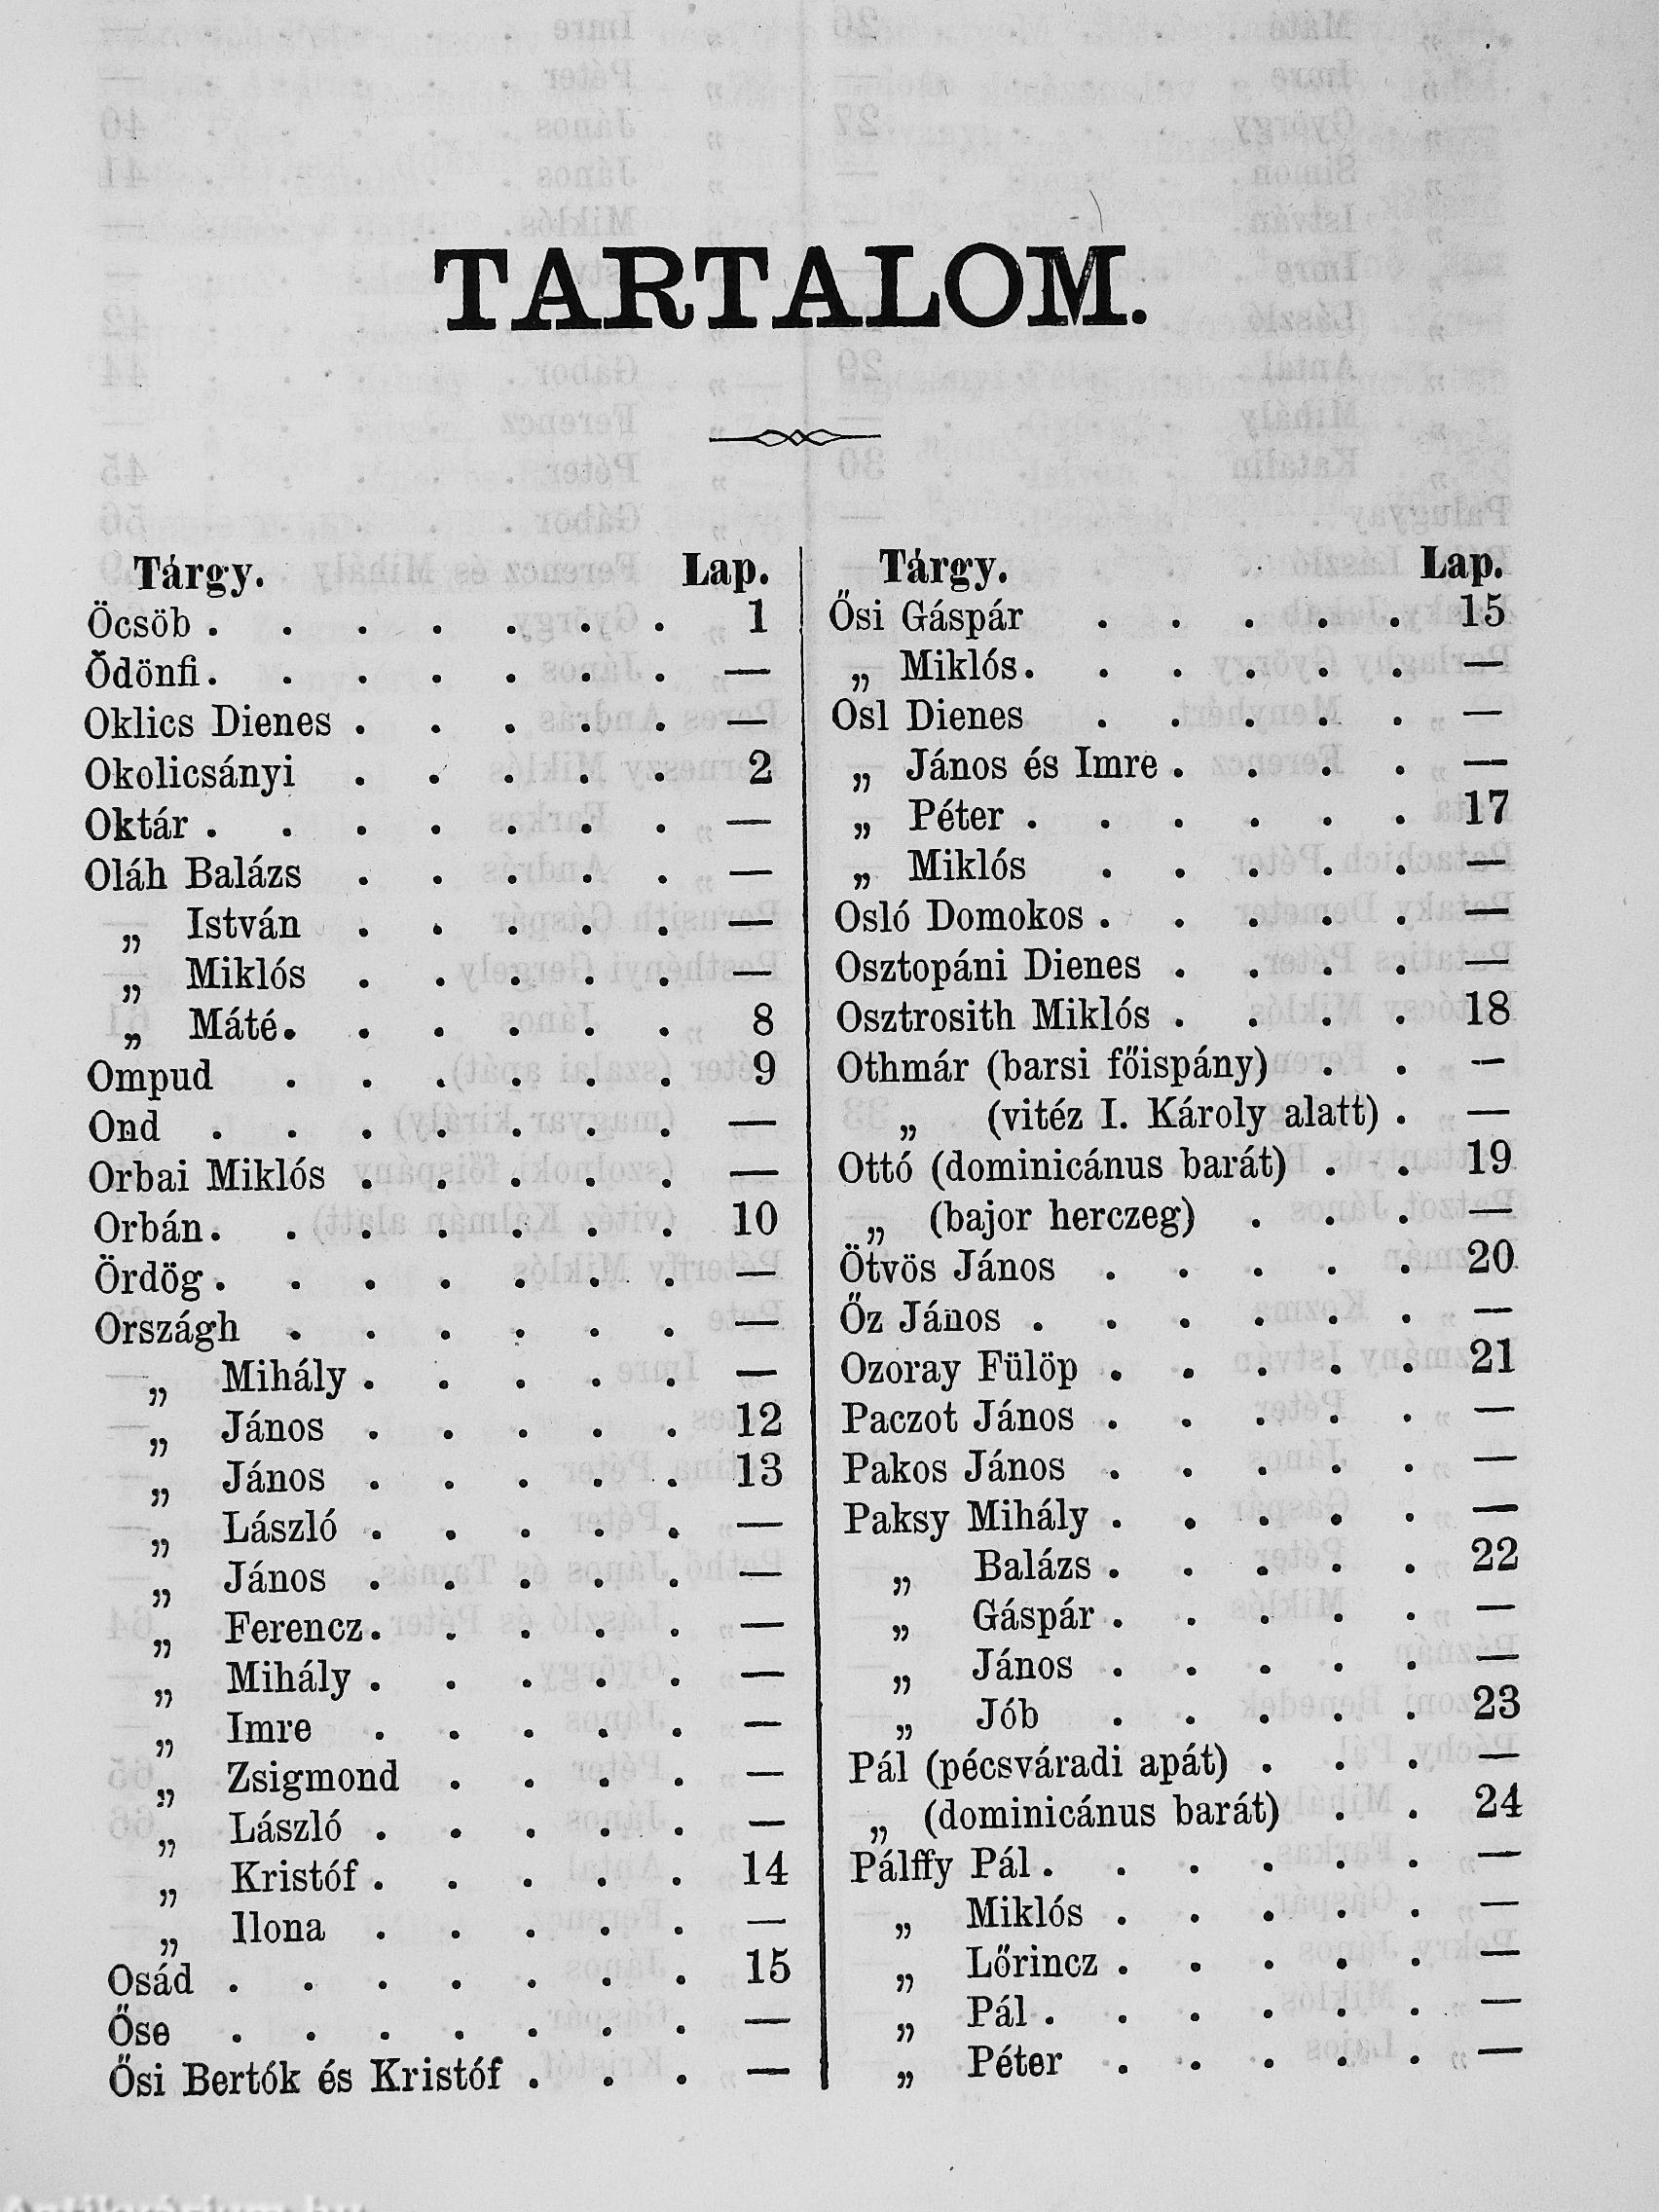 TARTALOM.
Tárgy. Lap.
Öcsöb . . . . . . . 1
Ödönfi . . . . . . . —
Oklics Dienes . . . . . —
Okolicsányi . . . . . 2
Oktár . . . . . . . —
Oláh Balázs . . . . . —
„ István . . . . . —
„ Miklós . . . . . —
„ Máté . . . . . . 8
Ompud . . . . . . 9
Ond . . . . . . . —
Orbai Miklós . . . . . —
Orbán . . . . . . . 10
Ördög . . . . . . . —
Országh . . . . . . —
„ Mihály . . . . . —
„ János . . . . . 12
„ János . . . . . 13
„ László . . . . . —
„ János . . . . . —
„ Ferencz . . . . . —
„ Mihály . . . . . —
„ Imre . . . . . —
„ Zsigmond . . . . —
„ László . . . . . —
„ Kristóf . . . . . 14
„ Ilona . . . . . —
Osád . . . . . . . 15
Őse . . . . . . . —
Ősi Bertók és Kristóf . . . —
Tárgy. Lap.
Ősi Gáspár . . . . . 15
„ Miklós . . . . . . —
Osl Dienes . . . . . —
„ János és Imre . . . . —
„ Péter . . . . . . 17
„ Miklós . . . . . —
Osló Domokos . . . . . —
Osztopáni Dienes . . . . —
Osztrosith Miklós . . . . 18
Othmár (barsi főispány) . . —
„ (vitéz I. Károly alatt) . —
Ottó (dominicánus barát) . . 19
„ (bajor herczeg) . . . —
Ötvös János . . . . . 20
Őz János . . . . . . —
Ozoray Fülöp . . . . . 21
Paczot János . . . . . —
Pakos János . . . . . —
Paksy Mihály . . . . . —
„ Balázs . . . . . 22
„ Gáspár . . . . . —
„ János . . . . . —
„ Jób . . . . . 23
Pál (pécsváradi apát) . . . —
„ (dominicánus barát) . . 24
Pálffy Pál . . . . . . —
„ Miklós . . . . . —
„ Lőrincz . . . . . —
„ Pál . . . . . . —
„ Péter . . . . . —